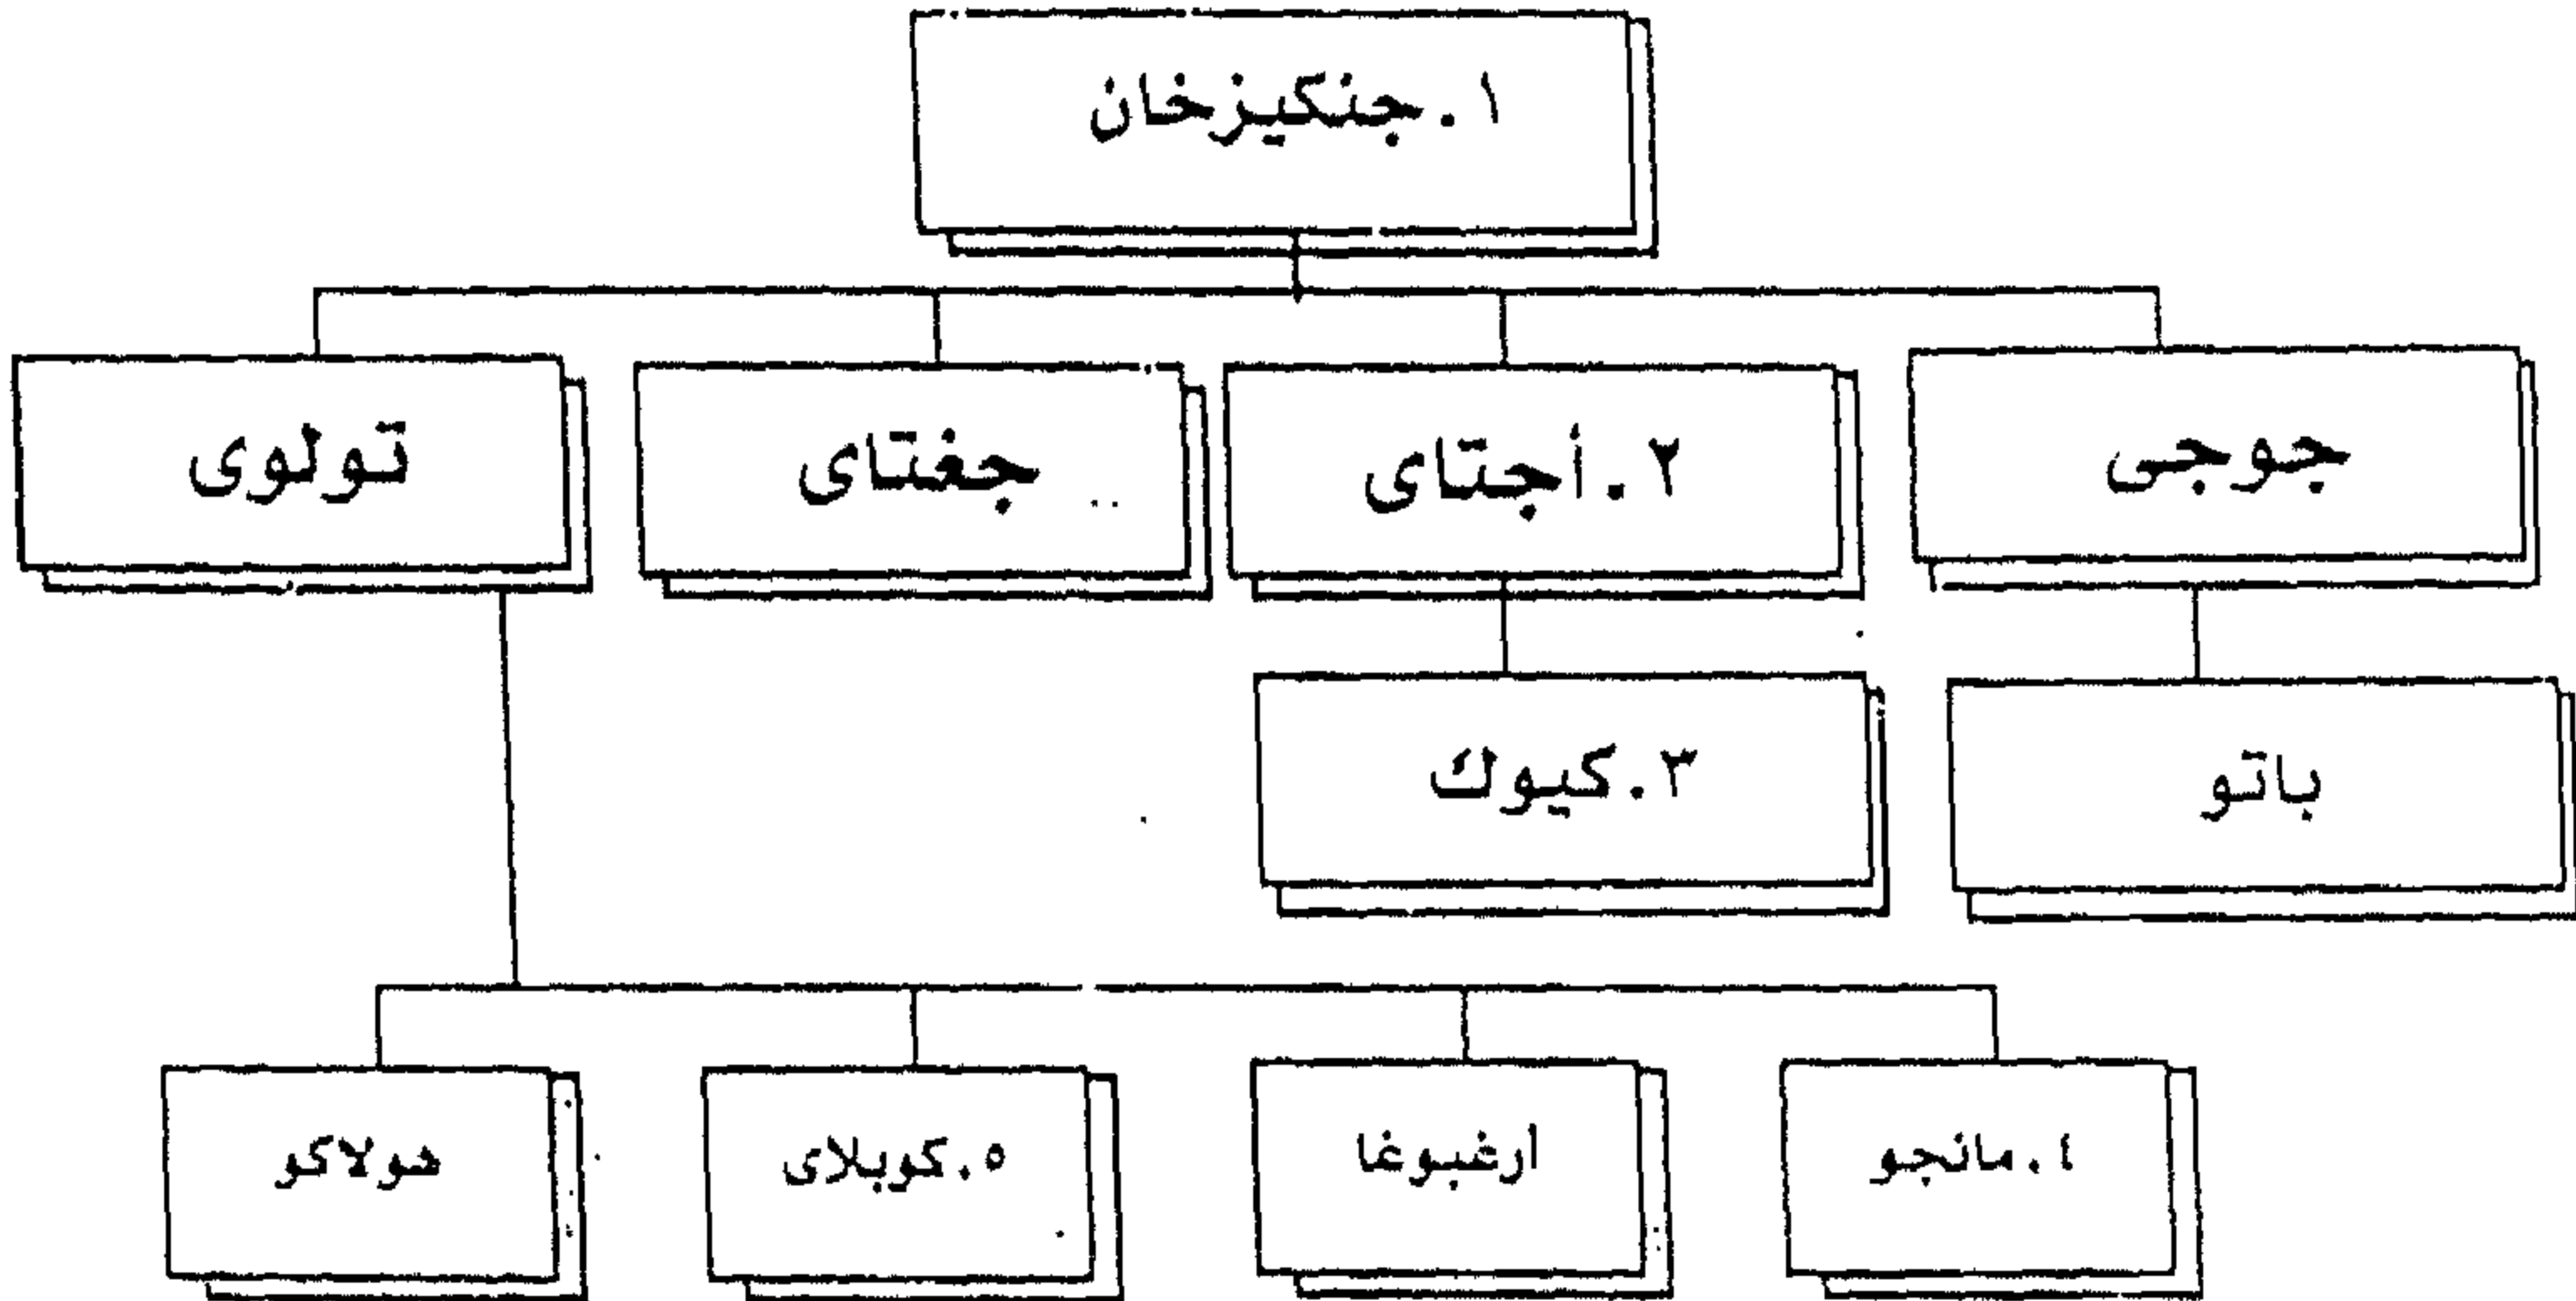 ١. جنكيزخان
جوجى
٢. أجتاى
جغتاى
تولوى
باتو
٣. كيوك
٤. مانجو
ارغبوغا
٥. كوبلاى
هولاكو